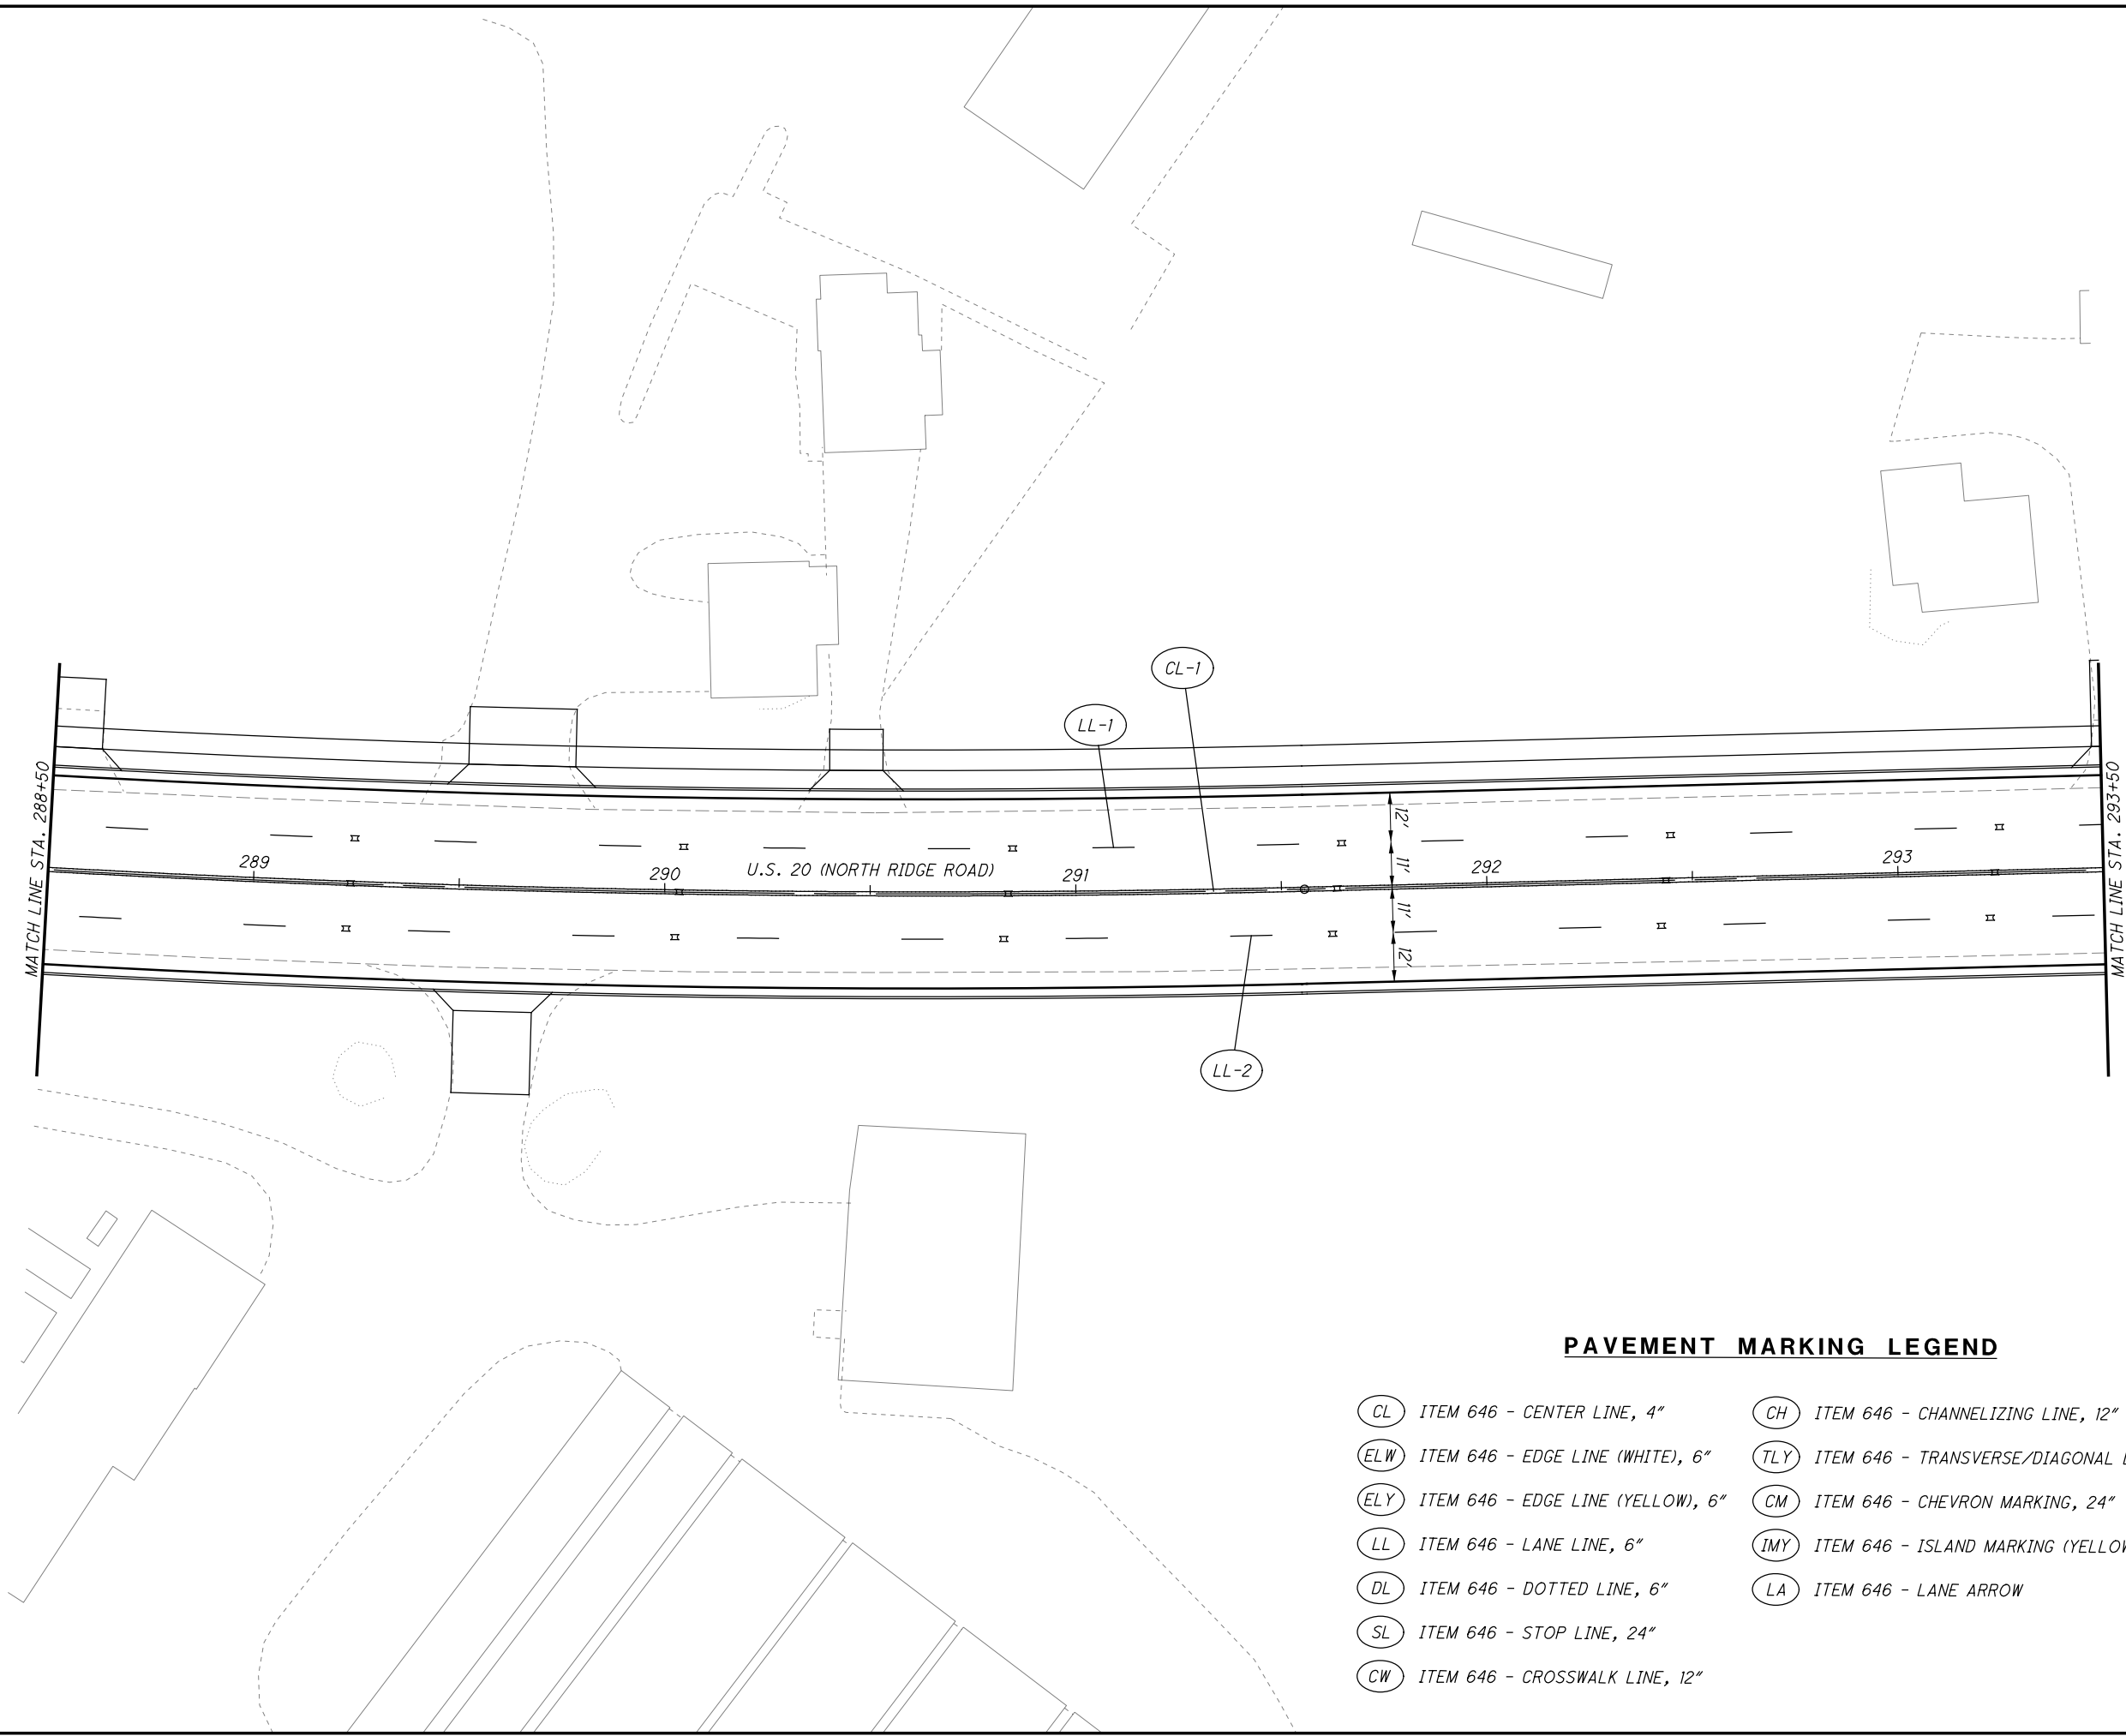 CL-1
LL-1
MATCH LINE STA. 288+50
MATCH LINE STA. 293+50
12'
11'
11'
12'
289
290
U.S. 20 (NORTH RIDGE ROAD)
291
292
293
LL-2
PAVEMENT MARKING LEGEND
CL ITEM 646 - CENTER LINE, 4"
ELW ITEM 646 - EDGE LINE (WHITE), 6"
ELY ITEM 646 - EDGE LINE (YELLOW), 6"
LL ITEM 646 - LANE LINE, 6"
DL ITEM 646 - DOTTED LINE, 6"
SL ITEM 646 - STOP LINE, 24"
CW ITEM 646 - CROSSWALK LINE, 12"
CH ITEM 646 - CHANNELIZING LINE, 12"
TLY ITEM 646 - TRANSVERSE/DIAGONAL
CM ITEM 646 - CHEVRON MARKING, 24"
IMY ITEM 646 - ISLAND MARKING (YELLOW
LA ITEM 646 - LANE ARROW